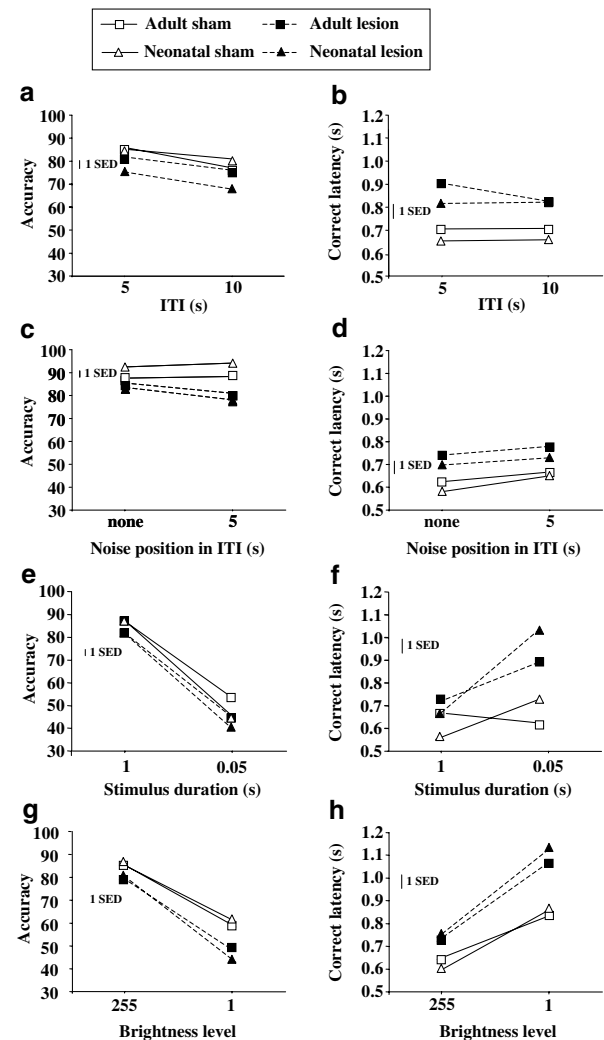 Adult sham Adult lesion
Neonatal sham Neonatal lesion
a
100
90
80
70
60
50
40
30
Accuracy
1 SED
5 10
ITI (s)
b
1.2
1.1
1.0
0.9
0.8
0.7
0.6
0.5
Correct latency (s)
1 SED
5 10
ITI (s)
c
100
90
80
70
60
50
40
30
Accuracy
1 SED
none 5
Noise position in ITI (s)
d
1.2
1.1
1.0
0.9
0.8
0.7
0.6
0.5
Correct laency (s)
1 SED
none 5
Noise position in ITI (s)
e
100
90
80
70
60
50
40
30
Accuracy
1 SED
1 0.05
Stimulus duration (s)
f
1.2
1.1
1.0
0.9
0.8
0.7
0.6
0.5
Correct latency (s)
1 SED
1 0.05
Stimulus duration (s)
g
100
90
80
70
60
50
40
30
Accuracy
1 SED
255 1
Brightness level
h
1.2
1.1
1.0
0.9
0.8
0.7
0.6
0.5
Correct latency (s)
1 SED
255 1
Brightness level